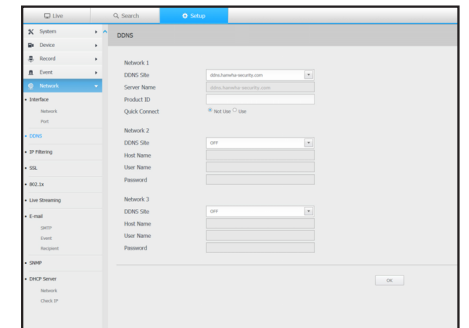 Live
Search
Setup
System
Device
Record
Event
Network
Interface
Network
Port
DDNS
IP Filtering
SSL
802.1x
Live Streaming
E-mail
SMTP
Event
Recipient
SNMP
DHCP Server
Network
Check IP
DDNS
Network 1
DDNS Site ddns.hanwha-security.com
Server Name ddns.hanwha-security.com
Product ID
Quick Connect Not Use Use
Network 2
DDNS Site OFF
Host Name
User Name
Password
Network 3
DDNS Site OFF
Host Name
User Name
Password
OK